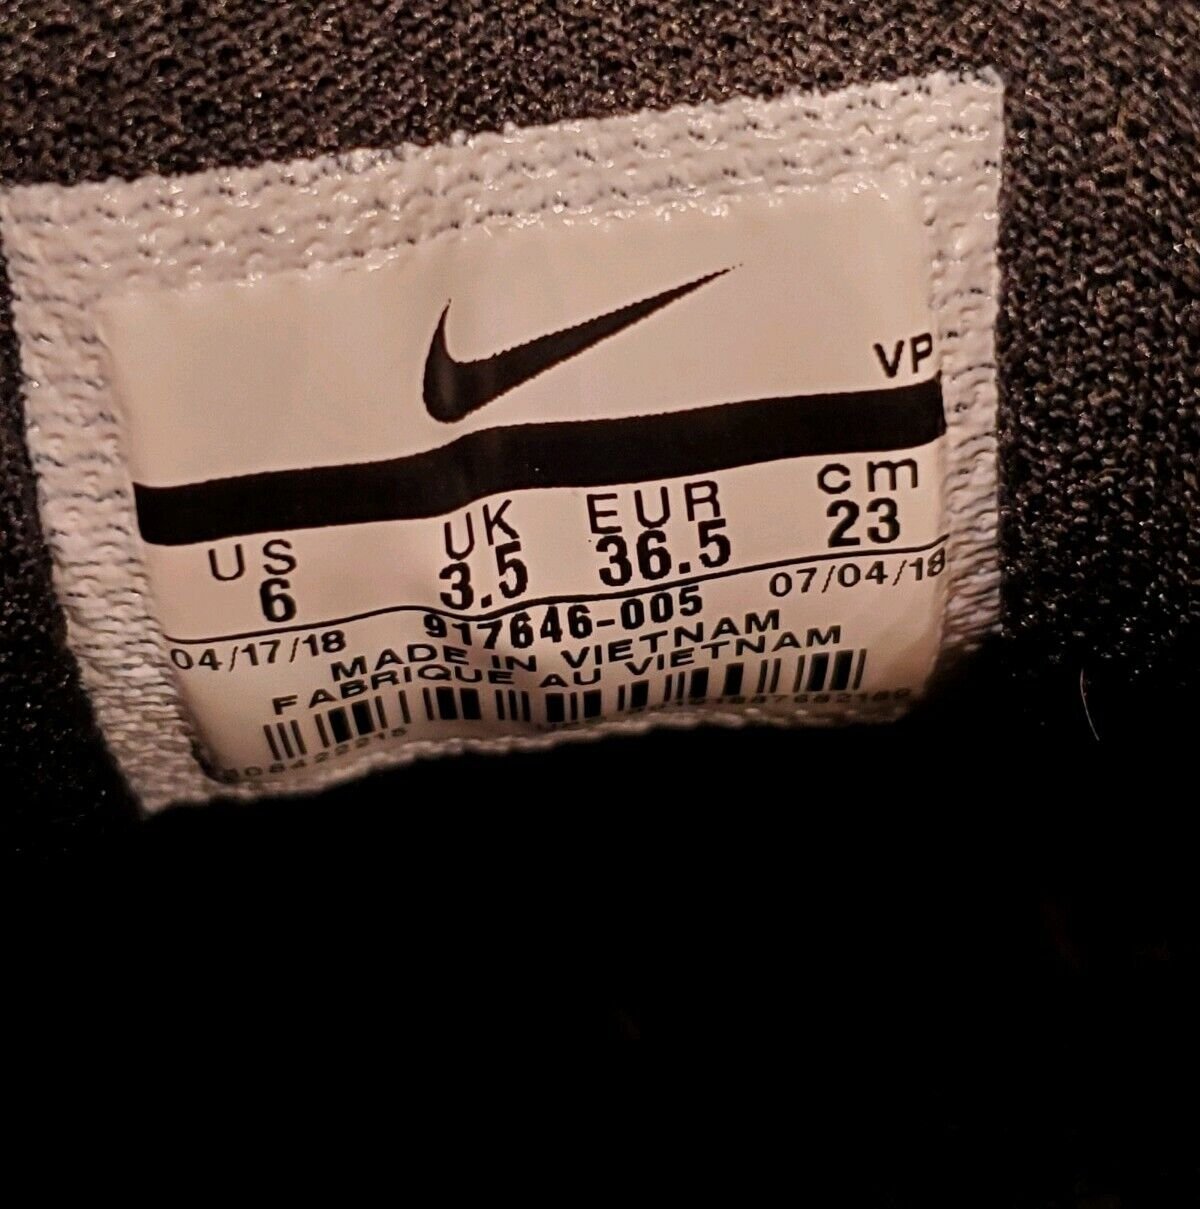 VP
US UK EUR cm
6 3.5 36.5 23
04/17/18 917646-005 07/04/18
MADE IN VIETNAM
FABRIQUE AU VIETNAM